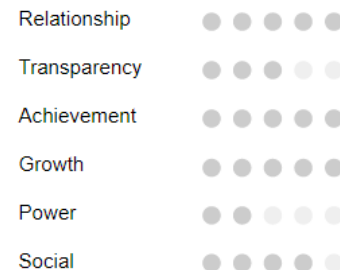 Relationship
Transparency
Achievement
Growth
Power
Social